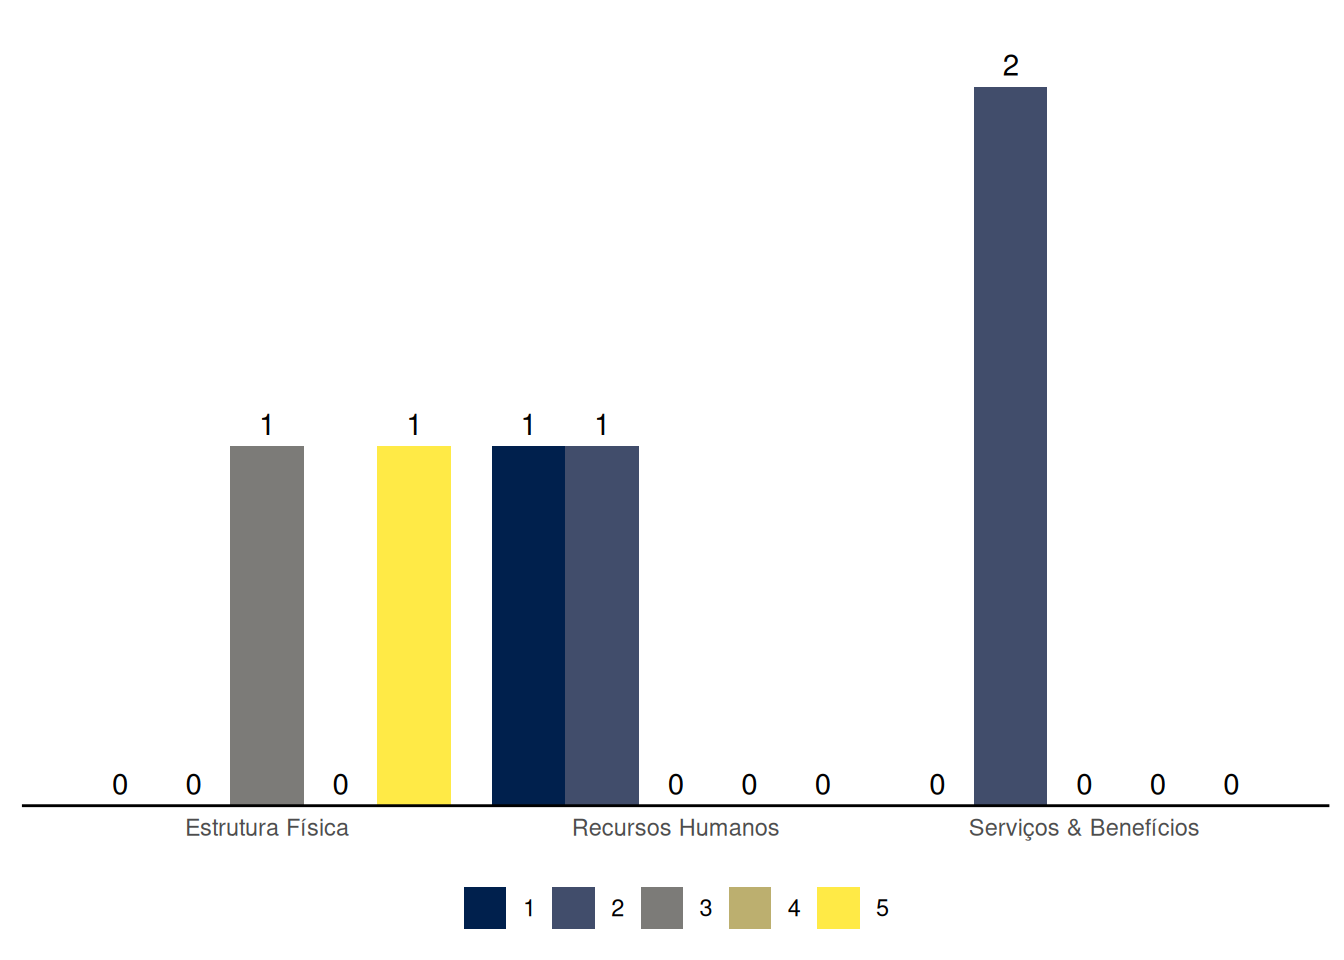 2
1 1 1 1
0 0 0 0 0 0 0 0 0 0
Estrutura Física Recursos Humanos Serviços & Benefícios
1 2 3 4 5